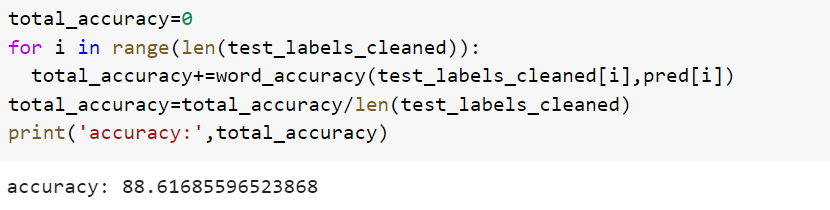 total_accuracy=0
for i in range(len(test_labels_cleaned)):
  total_accuracy+=word_accuracy(test_labels_cleaned[i],pred[i])
total_accuracy=total_accuracy/len(test_labels_cleaned)
print('accuracy:',total_accuracy)
accuracy: 88.61685596523868